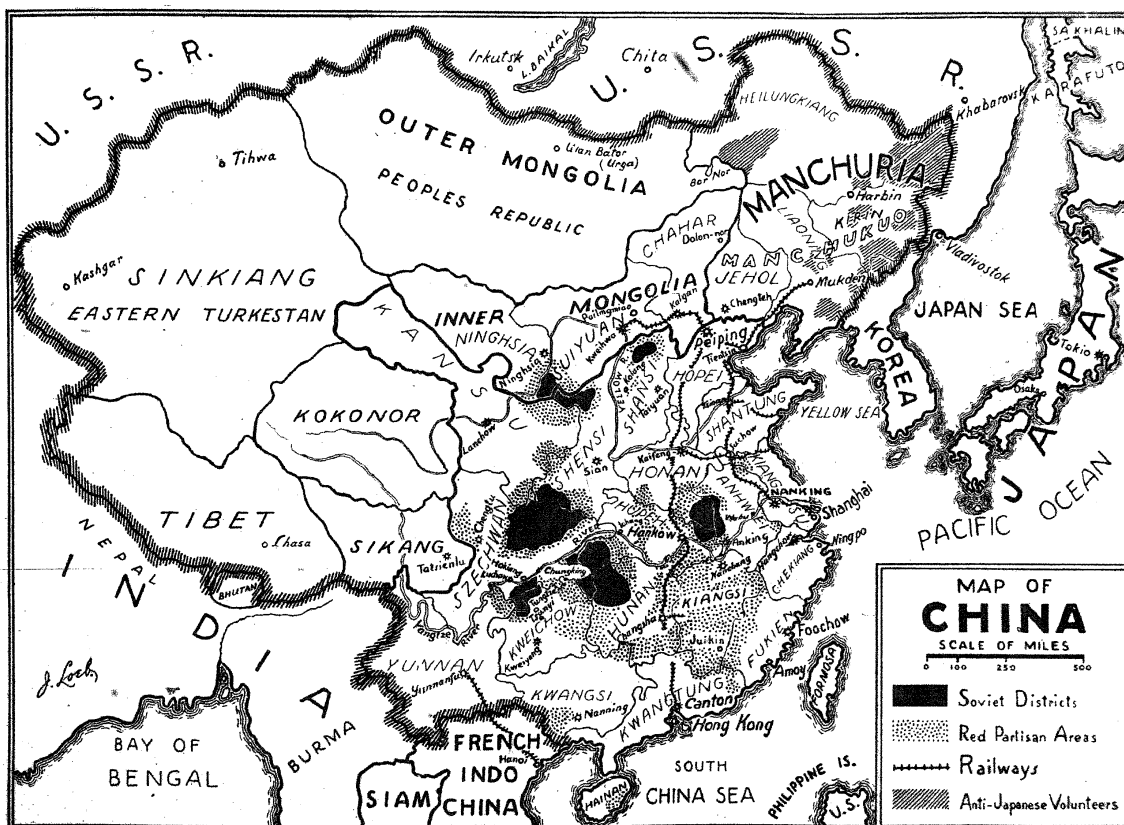 U. S. S. R.
U. S. S. R.
Irkutsk
L. BAIKAL
Chita
Khabarovsk
SAKHALIN
KARAFUTO
HEILUNGKIANG
OUTER MONGOLIA
Ulan Bator
(Urga)
PEOPLES REPUBLIC
Tihwa
Bor Nor
MANCHURIA
Harbin
KIRIN
LIAONING
MANCHUKUO
CHAHAR
Dolon-nor
JEHOL
Mukden
Vladivostok
Kashgar
SINKIANG
EASTERN TURKESTAN
KANSU
INNER MONGOLIA
NINGHSIA
Ninghsia
SUIYUAN
Kweihwa
Kalgan
Chengteh
Peiping
Tientsin
JAPAN SEA
JAPAN
Tokio
Osaka
KOREA
YELLOW SEA
HOPEI
SHANSI
Taiyuan
YELLOW R.
SHANTUNG
KOKONOR
Lanchow
SHENSI
Sian
Kaifeng
HONAN
Suchow
ANHWEI
KIANGSU
NANKING
Shanghai
PACIFIC OCEAN
TIBET
Lhasa
NEPAL
BHUTAN
INDIA
SIKANG
Tatsienlu
SZECHWAN
Chengtu
Chungking
HUPEH
Hankow
Anking
Hangchow
Ningpo
CHEKIANG
Nanchang
KIANGSI
HUNAN
Changsha
Juikin
FUKIEN
Foochow
Amoy
FORMOSA
KWEICHOW
Kweiyang
Yangtze River
YUNNAN
Yunnanfu
KWANGSI
Nanning
KWANGTUNG
Canton
Hong Kong
J. Loeb
BAY OF
BENGAL
BURMA
SIAM
FRENCH
INDO
CHINA
Hanoi
HAINAN
SOUTH
CHINA SEA
PHILIPPINE IS.
U.S.
MAP OF
CHINA
SCALE OF MILES
0 100 250 500
Soviet Districts
Red Partisan Areas
Railways
Anti-Japanese Volunteers